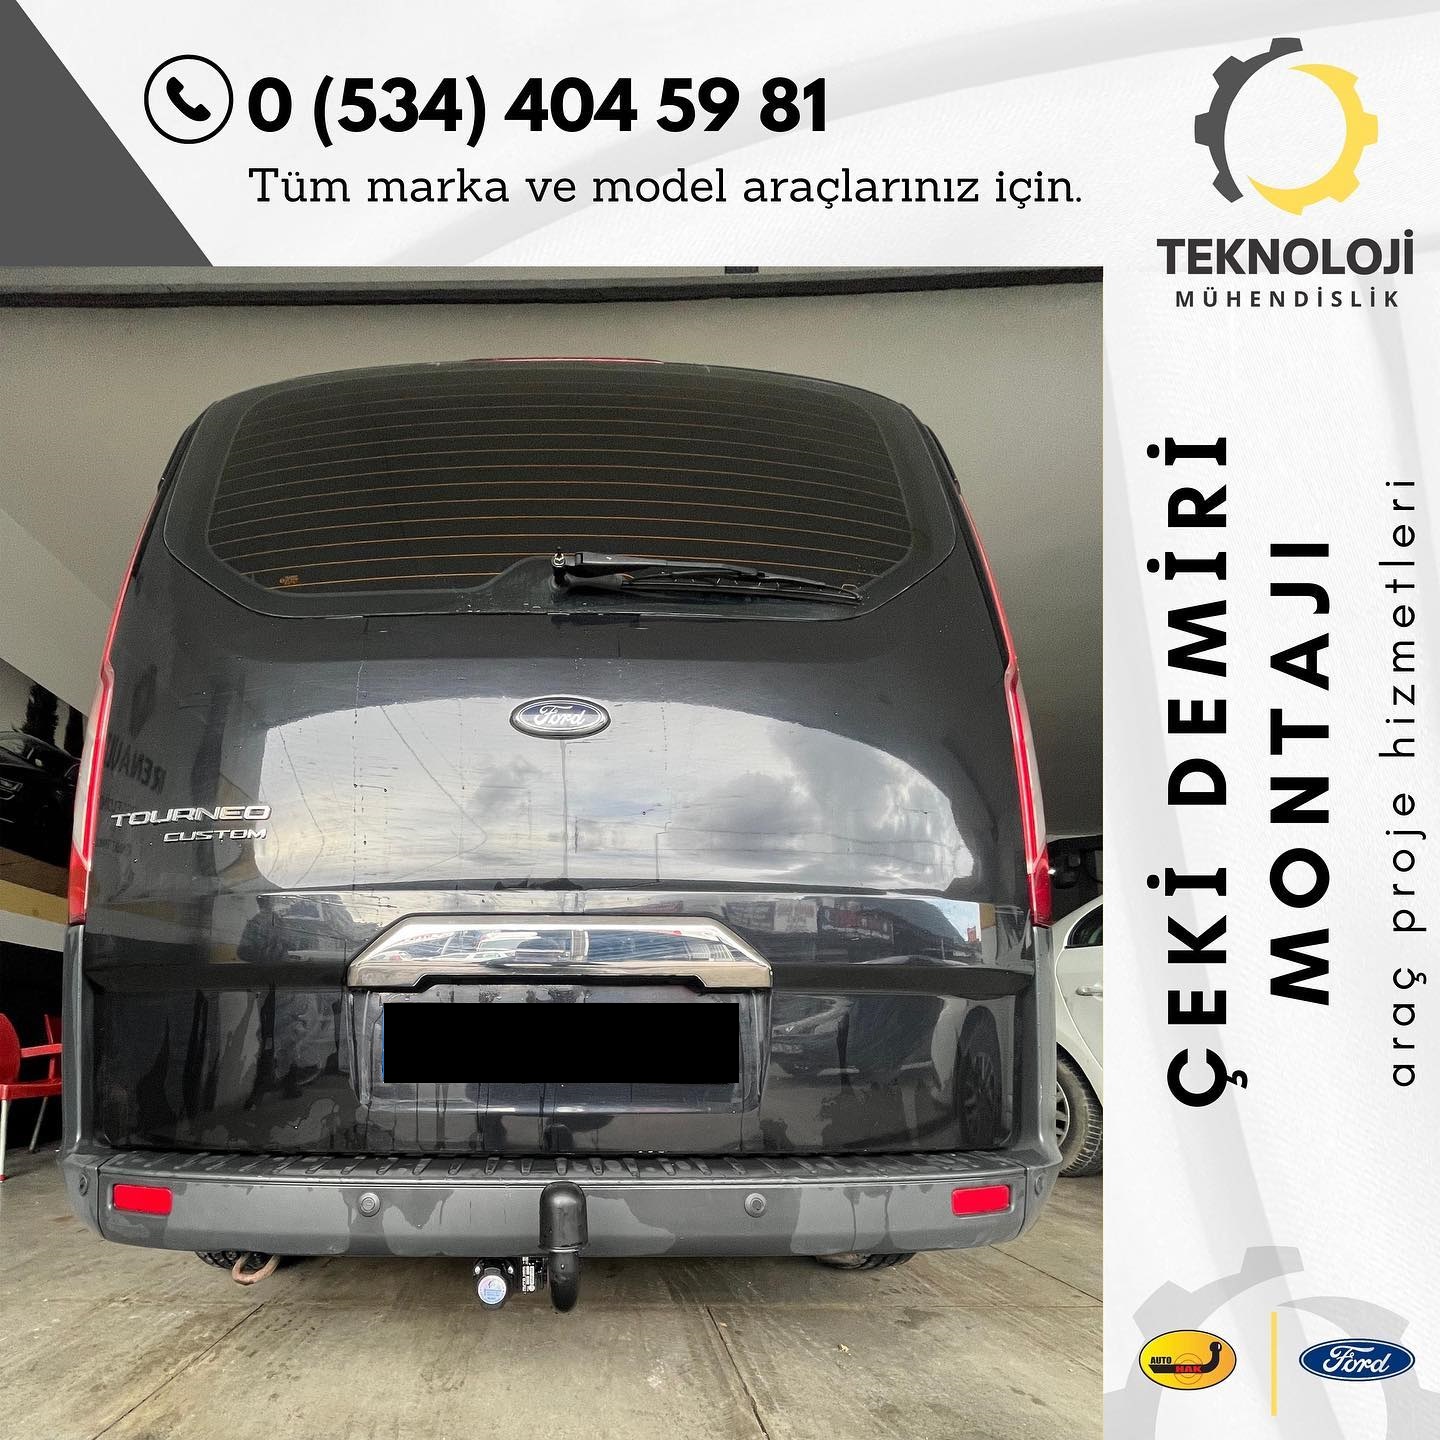 0 (534) 404 59 81
Tüm marka ve model araçlarınız için.
TEKNOLOJİ
MÜHENDİSLİK
ÇEKİ DEMİRİ
MONTAJI
araç proje hizmetleri
Ford
RENAUL
TOURNEO
CUSTOM
AUTO
HAK
Ford